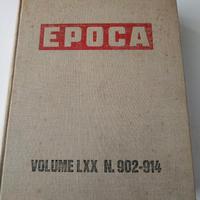 EPOCA
VOLUME LXX N. 902-914